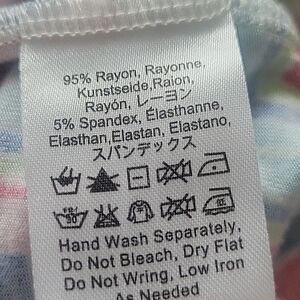 95% Rayon, Rayonne,
Kunstseide,Raion,
Rayón, レーヨン
5% Spandex, Élasthanne,
Elasthan,Elastan, Elastano,
スパンデックス
Hand Wash Separately,
Do Not Bleach, Dry Flat
Do Not Wring, Low Iron
As Needed